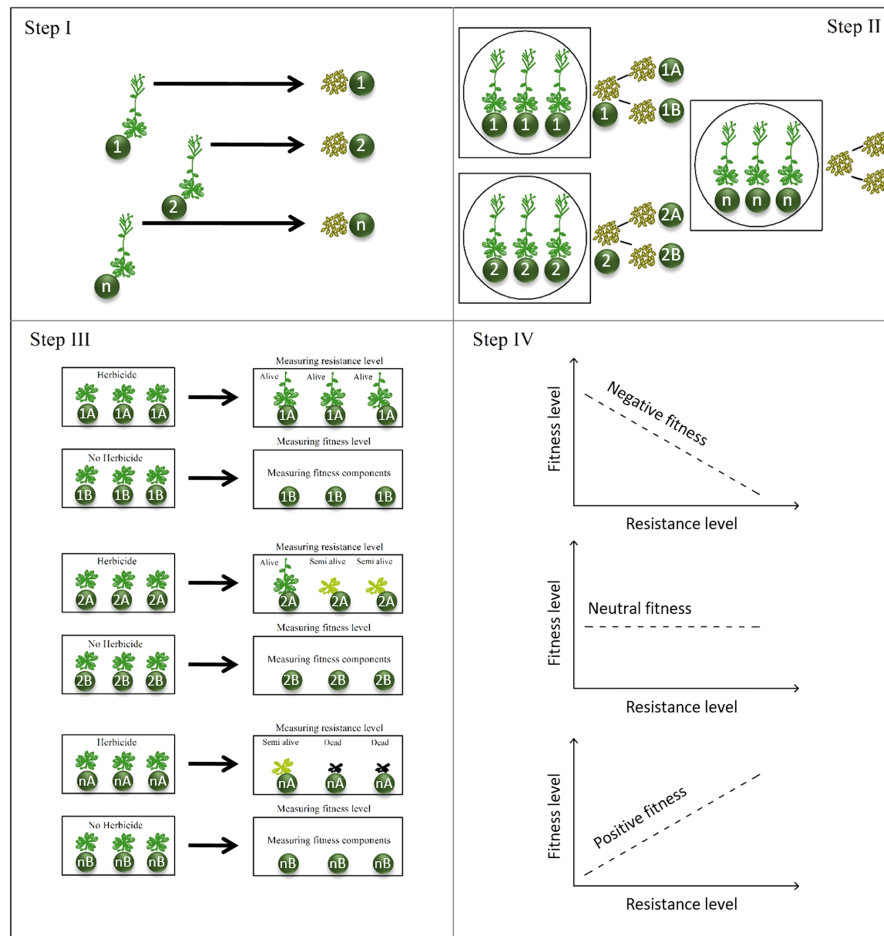 Step I
1
1
2
2
n
n
Step II
1 1 1
1
1A
1B
2 2 2
2
2A
2B
n n n
Step III
Herbicide
1A 1A 1A
Measuring resistance level
Alive Alive Alive
1A 1A 1A
No Herbicide
1B 1B 1B
Measuring fitness level
Measuring fitness components
1B 1B 1B
Herbicide
2A 2A 2A
Measuring resistance level
Alive Semi alive Semi alive
2A 2A 2A
No Herbicide
2B 2B 2B
Measuring fitness level
Measuring fitness components
2B 2B 2B
Herbicide
nA nA nA
Measuring resistance level
Semi alive Dead Dead
nA nA nA
No Herbicide
nB nB nB
Measuring fitness level
Measuring fitness components
nB nB nB
Step IV
Fitness level
Negative fitness
Resistance level
Fitness level
Neutral fitness
Resistance level
Fitness level
Positive fitness
Resistance level